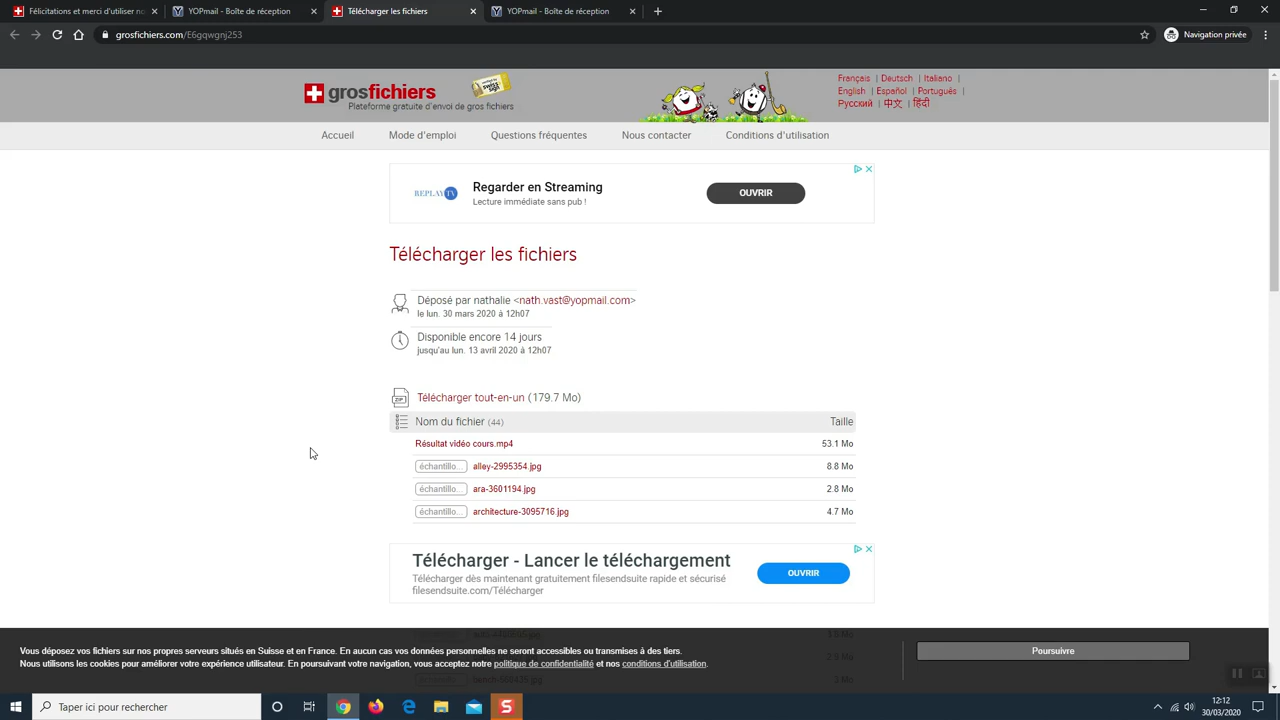 Félicitations et merci d'utiliser no
YOPmail - Boîte de réception
Télécharger les fichiers
YOPmail - Boîte de réception
grosfichiers.com/E6gqwgnj253
Navigation privée
grosfichiers
Plateforme gratuite d'envoi de gros fichiers
Français | Deutsch | Italiano |
English | Español | Português |
Русский | 中文 | हिंदी
Accueil
Mode d'emploi
Questions fréquentes
Nous contacter
Conditions d'utilisation
REPLAY TV
Regarder en Streaming
Lecture immédiate sans pub !
OUVRIR
Télécharger les fichiers
Déposé par nathalie <nath.vast@yopmail.com>
le lun. 30 mars 2020 à 12h07
Disponible encore 14 jours
jusqu'au lun. 13 avril 2020 à 12h07
ZIP
Télécharger tout-en-un (179.7 Mo)
Nom du fichier (44) Taille
Résultat vidéo cours.mp4 53.1 Mo
échantillo... alley-2995354.jpg 8.8 Mo
échantillo... ara-3601194.jpg 2.8 Mo
échantillo... architecture-3095716.jpg 4.7 Mo
Télécharger - Lancer le téléchargement
Télécharger dès maintenant gratuitement filesendsuite rapide et sécurisé
filesendsuite.com/Télécharger
OUVRIR
Vous déposez vos fichiers sur nos propres serveurs situés en Suisse et en France. En aucun cas vos données personnelles ne seront accessibles ou transmises à des tiers.
Nous utilisons les cookies pour améliorer votre expérience utilisateur. En poursuivant votre navigation, vous acceptez notre politique de confidentialité et nos conditions d'utilisation.
Poursuivre
Taper ici pour rechercher
12:12
30/03/2020